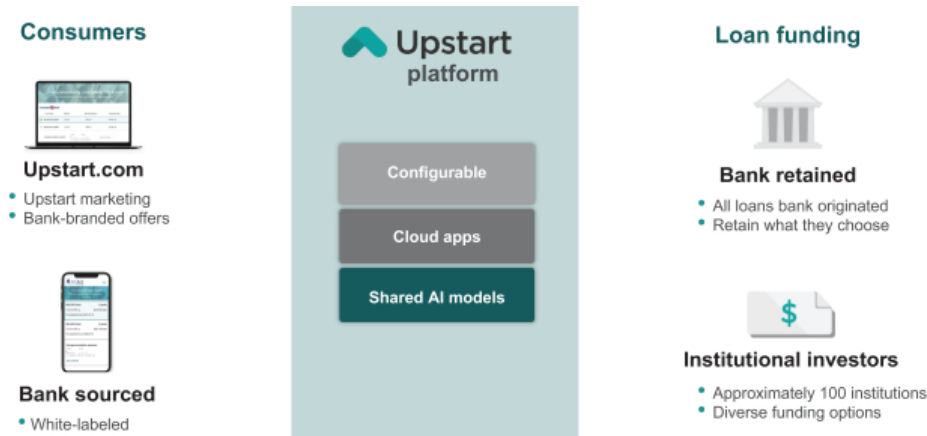 Consumers
Upstart.com
• Upstart marketing
• Bank-branded offers
Bank sourced
• White-labeled
Upstart
platform
Configurable
Cloud apps
Shared AI models
Loan funding
Bank retained
• All loans bank originated
• Retain what they choose
$
Institutional investors
• Approximately 100 institutions
• Diverse funding options